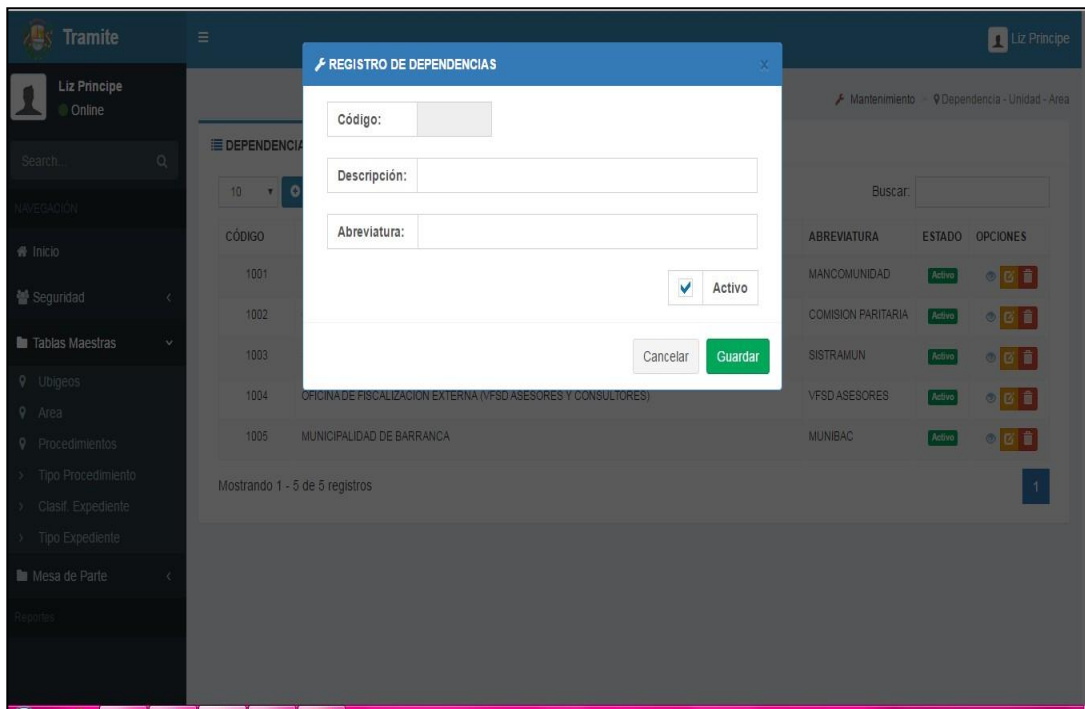 Tramite
Liz Principe
Liz Principe
Online
Search...
NAVEGACIÓN
Inicio
Seguridad
Tablas Maestras
Ubigeos
Area
Procedimientos
Tipo Procedimiento
Clasif. Expediente
Tipo Expediente
Mesa de Parte
Reportes
Mantenimiento - Dependencia - Unidad - Area
REGISTRO DE DEPENDENCIAS x
Código:
Descripción:
Abreviatura:
Activo
Cancelar Guardar
DEPENDENCIA
10 Buscar:
CÓDIGO ABREVIATURA ESTADO OPCIONES
1001 MANCOMUNIDAD Activo
1002 COMISION PARITARIA Activo
1003 SISTRAMUN Activo
1004 OFICINA DE FISCALIZACION EXTERNA (VFSD ASESORES Y CONSULTORES) VFSD ASESORES Activo
1005 MUNICIPALIDAD DE BARRANCA MUNIBAC Activo
Mostrando 1 - 5 de 5 registros 1